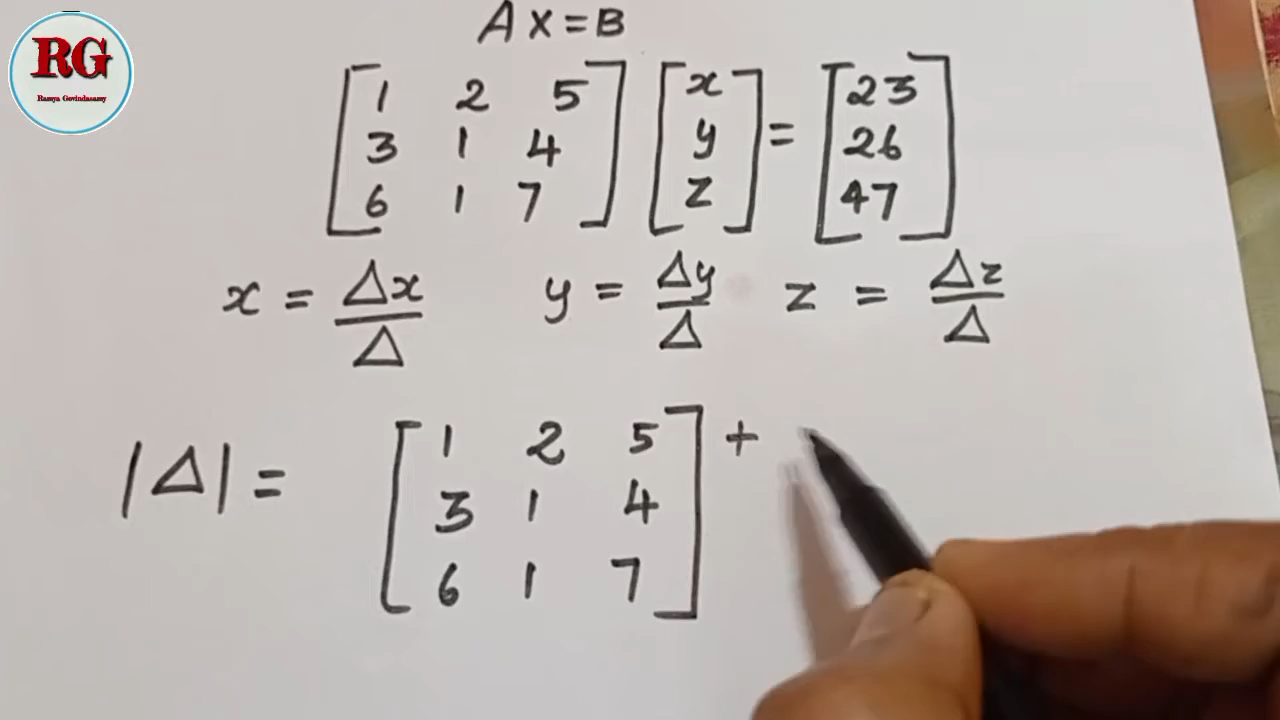 RG
Ramya Govindasamy
AX=B
[1 2 5] [x] [23]
[3 1 4] [y] = [26]
[6 1 7] [z] [47]
x = Δx/Δ y = Δy/Δ z = Δz/Δ
[1 2 5] +
|Δ| = [3 1 4]
[6 1 7]